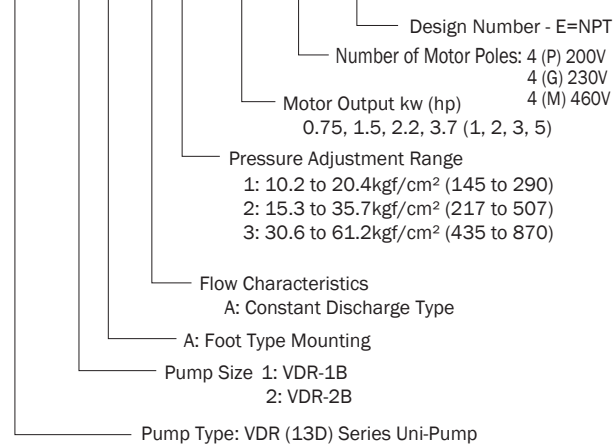 Design Number - E=NPT
Number of Motor Poles: 4 (P) 200V
4 (G) 230V
4 (M) 460V
Motor Output kw (hp)
0.75, 1.5, 2.2, 3.7 (1, 2, 3, 5)
Pressure Adjustment Range
1: 10.2 to 20.4kgf/cm² (145 to 290)
2: 15.3 to 35.7kgf/cm² (217 to 507)
3: 30.6 to 61.2kgf/cm² (435 to 870)
Flow Characteristics
A: Constant Discharge Type
A: Foot Type Mounting
Pump Size 1: VDR-1B
2: VDR-2B
Pump Type: VDR (13D) Series Uni-Pump